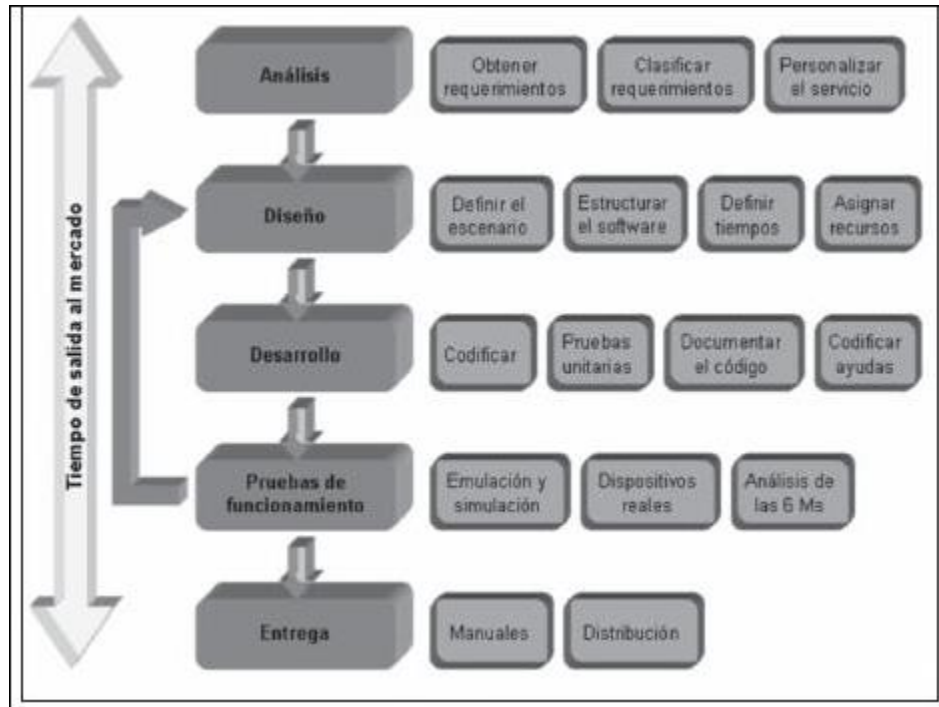 Tiempo de salida al mercado
Análisis
Obtener
requerimientos
Clasificar
requerimientos
Personalizar
el servicio
Diseño
Definir el
escenario
Estructurar
el software
Definir
tiempos
Asignar
recursos
Desarrollo
Codificar
Pruebas
unitarias
Documentar
el código
Codificar
ayudas
Pruebas de
funcionamiento
Emulación y
simulación
Dispositivos
reales
Análisis de
las 6 Ms
Entrega
Manuales
Distribución